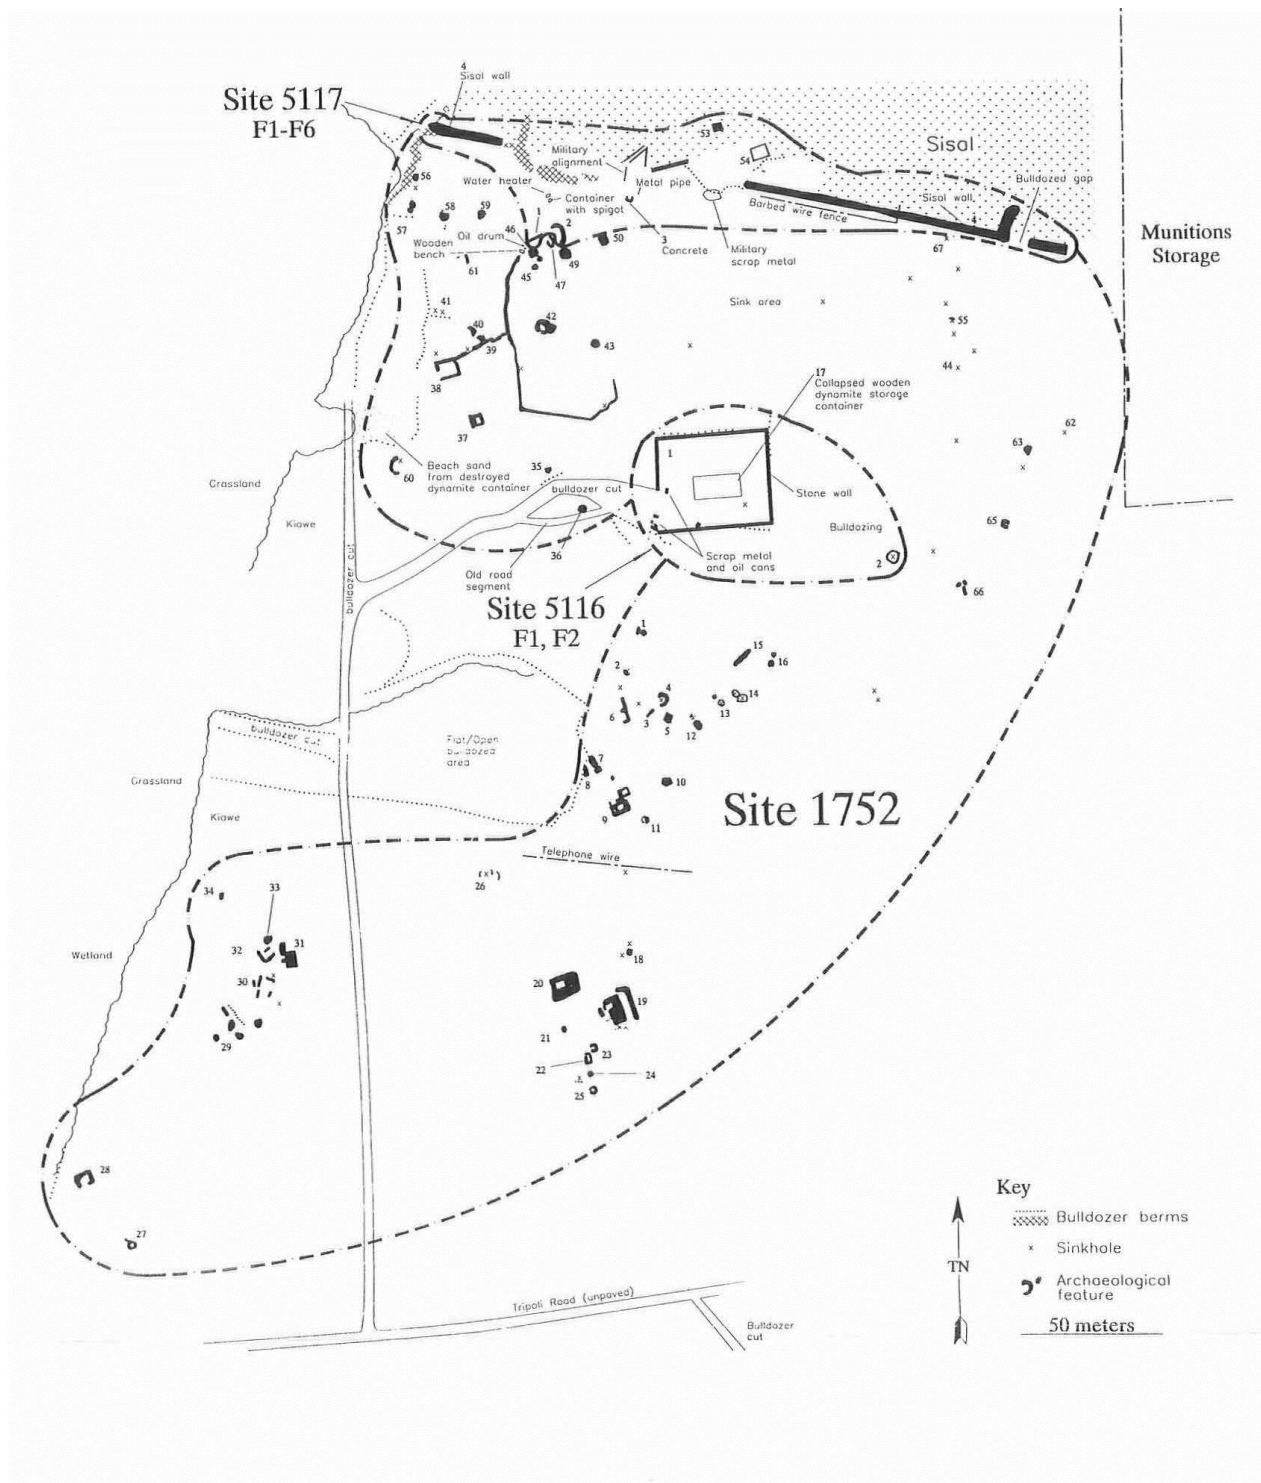 4
Sisal wall
Site 5117
F1-F6
53
Sisal
Military
alignment
54
Bulldozed gap
56
Water heater
Metal pipe
Container
with spigot
Barbed wire fence
Sisal wall
4
Munitions
Storage
57
58
59
1
2
46
Oil drum
Wooden
bench
50
3
Concrete
Military
scrap metal
67
49
61
45
47
41
Sink area
55
40
42
43
39
44
38
17
Collapsed wooden
dynamite storage
container
37
62
63
1
60
Beach sand
from destroyed
dynamite container
35
bulldozer cut
Stone wall
Grassland
Kiawe
Bulldozing
65
36
bulldozer cut
Scrap metal
and oil cans
2
Old road
segment
66
Site 5116
F1, F2
1
15
16
2
4
14
6
3
5
13
12
bulldozer cut
Flat/Open
bulldozed
area
7
8
10
Grassland
Site 1752
Kiawe
9
11
Telephone wire
26
34
33
32
31
Wetland
18
30
20
19
21
29
23
22
24
25
28
27
Key
Bulldozer berms
Sinkhole
TN
Archaeological
feature
50 meters
Tripoli Road (unpaved)
Bulldozer
cut